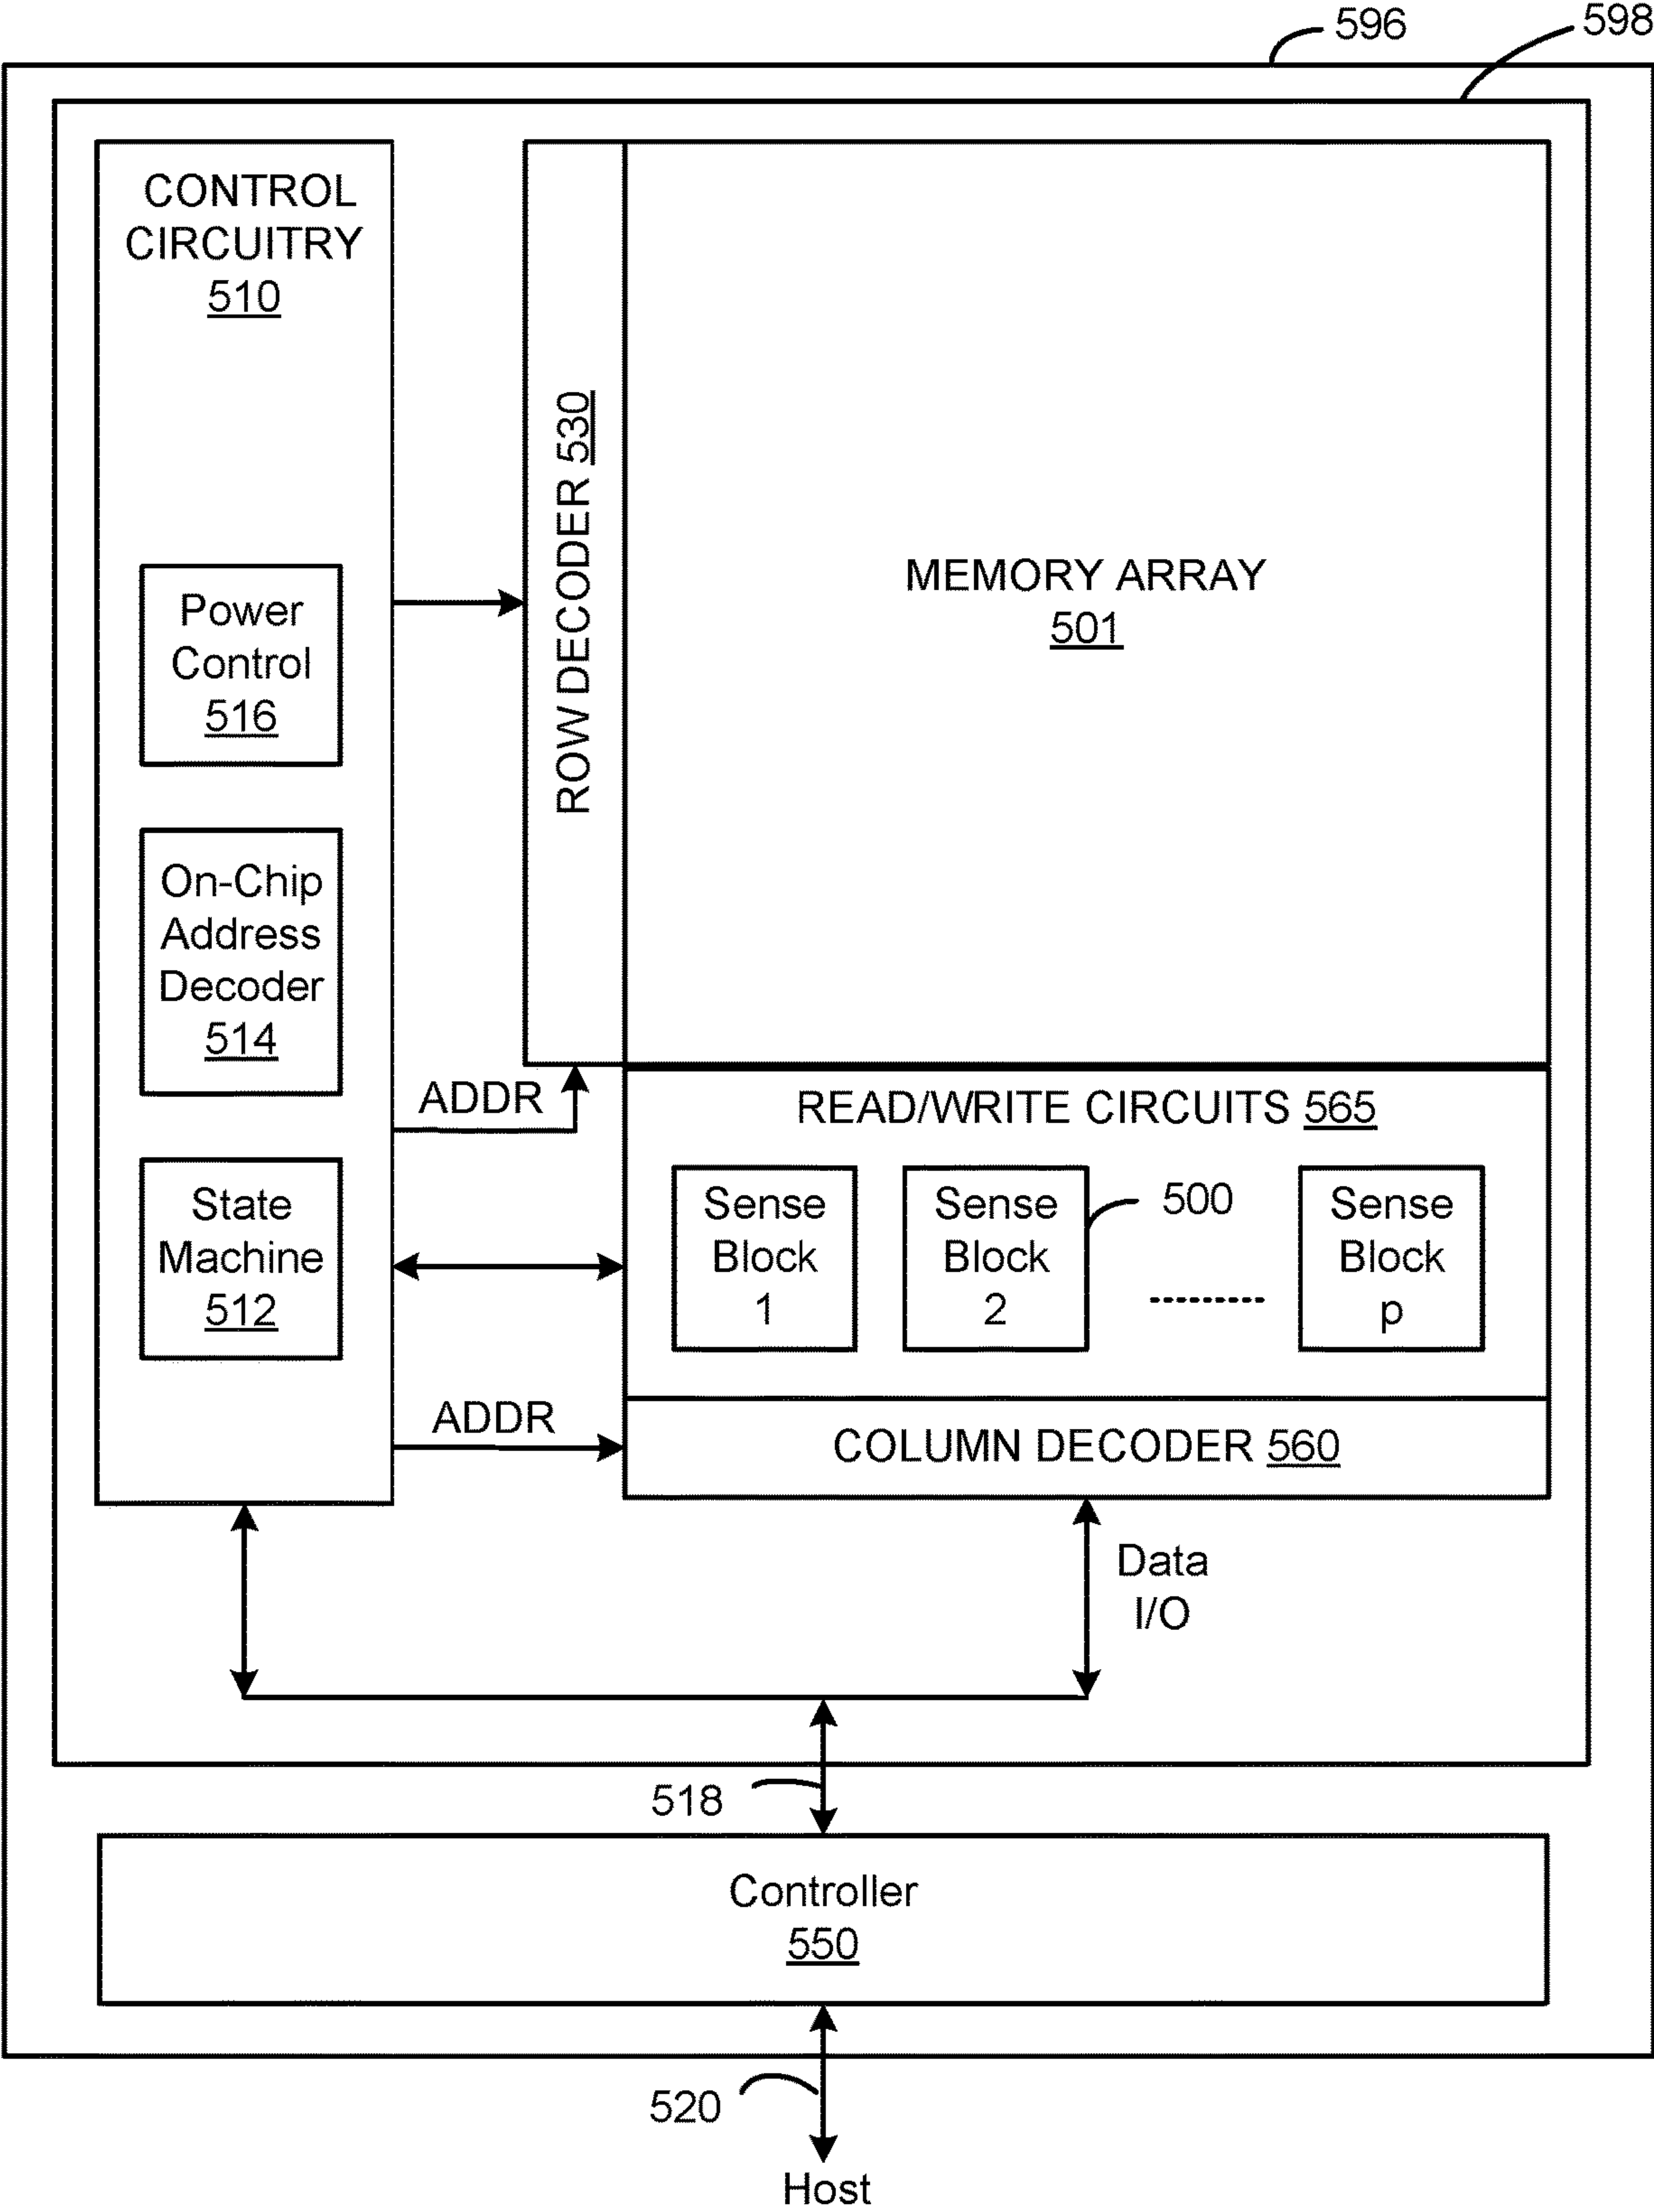 596
598
CONTROL
CIRCUITRY
510
Power
Control
516
On-Chip
Address
Decoder
514
State
Machine
512
ROW DECODER 530
MEMORY ARRAY
501
ADDR
READ/WRITE CIRCUITS 565
Sense
Block
1
Sense
Block
2
500
.........
Sense
Block
p
ADDR
COLUMN DECODER 560
Data
I/O
518
Controller
550
520
Host